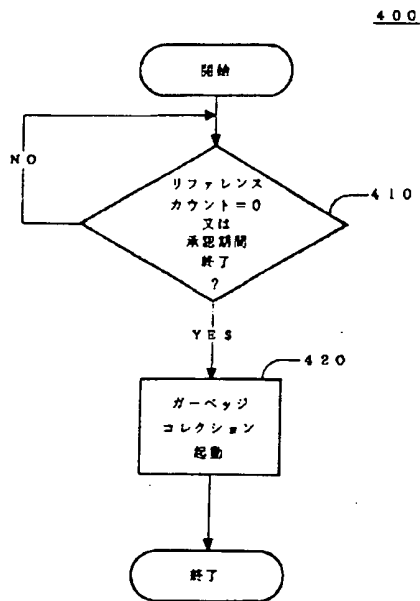 400
開始
NO
リファレンス
カウント=0
又は
承認期間
終了
?
410
YES
420
ガーベッジ
コレクション
起動
終了